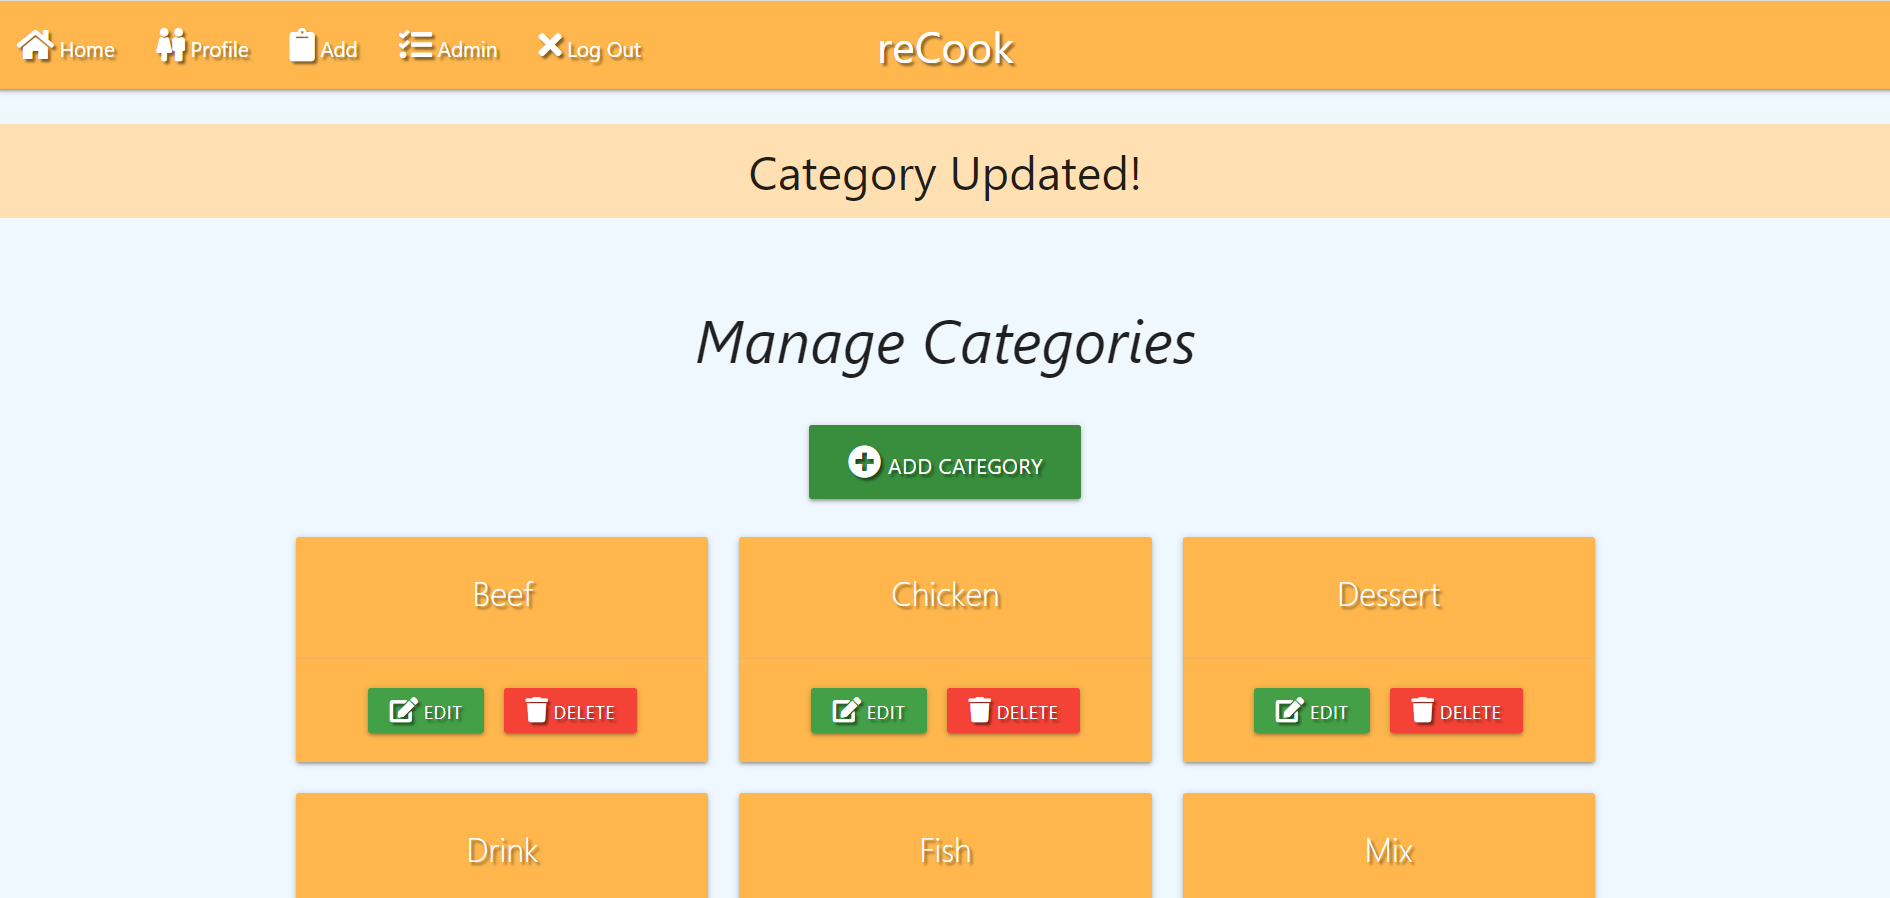 Home Profile Add Admin Log Out reCook
Category Updated!
Manage Categories
ADD CATEGORY
Beef Chicken Dessert
EDIT DELETE EDIT DELETE EDIT DELETE
Drink Fish Mix